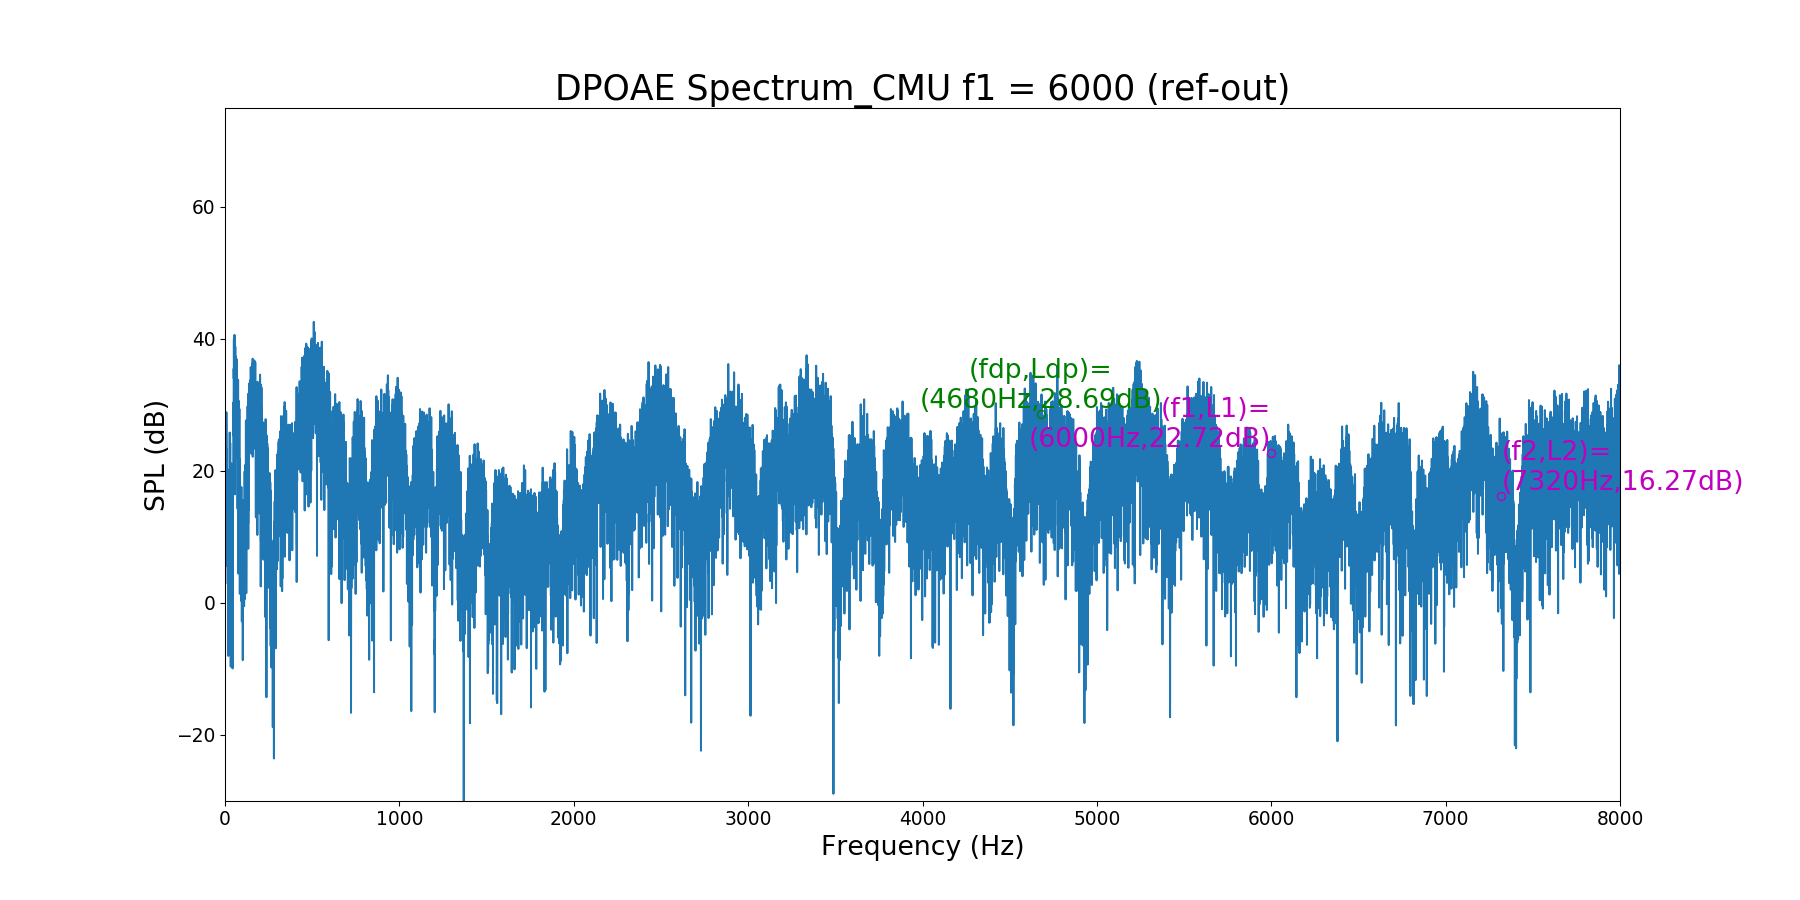 DPOAE Spectrum_CMU f1 = 6000 (ref-out)
60
40
20
0
−20
SPL (dB)
(fdp,Ldp)=
(4680Hz,28.69dB)
(f1,L1)=
(6000Hz,22.72dB)
(f2,L2)=
(7320Hz,16.27dB)
0 1000 2000 3000 4000 5000 6000 7000 8000
Frequency (Hz)